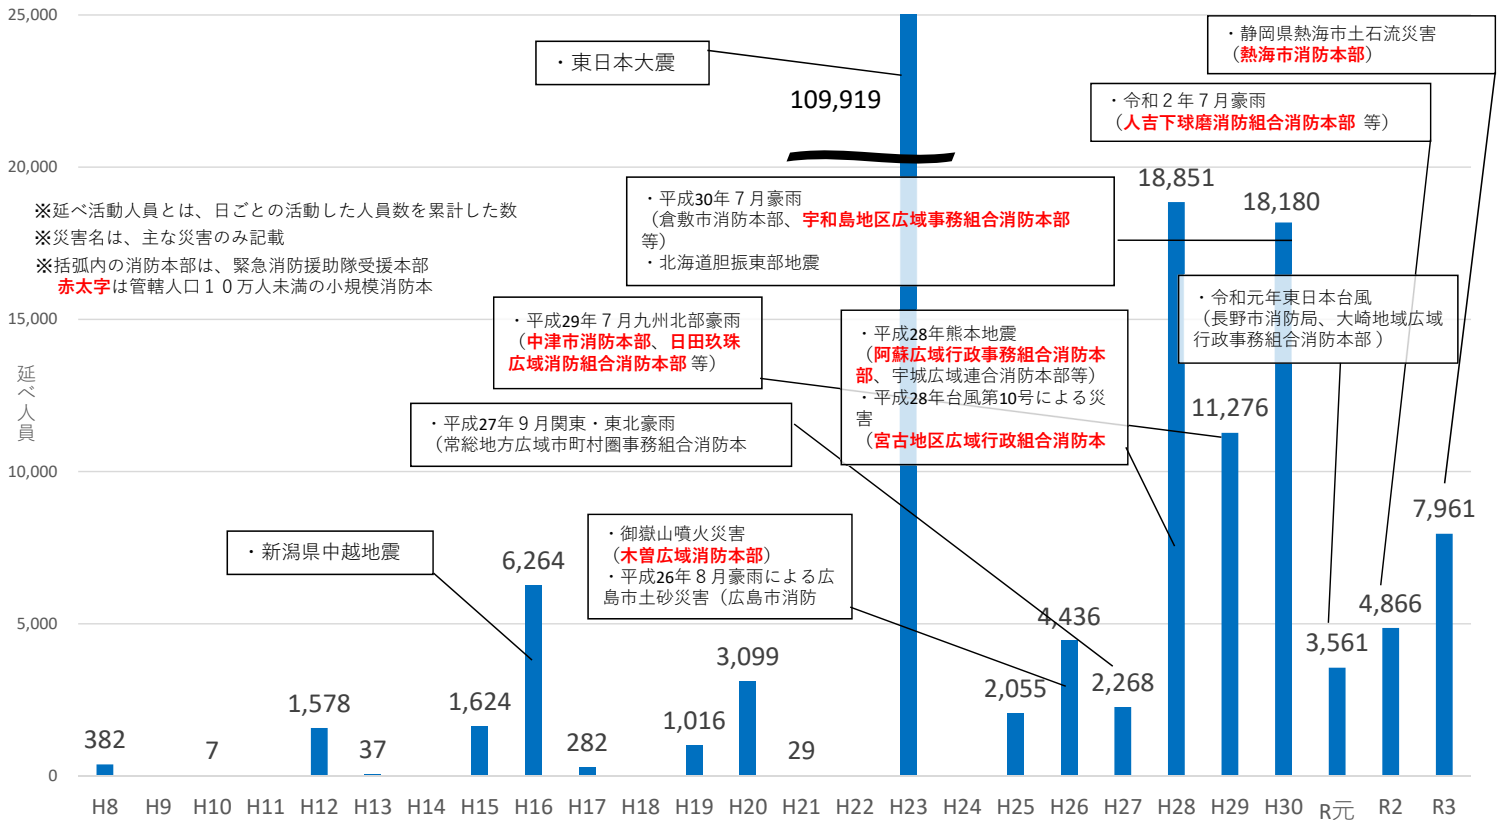 25,000
20,000
15,000
10,000
5,000
0
延べ人員
※延べ活動人員とは、日ごとの活動した人員数を累計した数
※災害名は、主な災害のみ記載
※括弧内の消防本部は、緊急消防援助隊受援本部
赤太字は管轄人口１０万人未満の小規模消防本
・東日本大震
109,919
・静岡県熱海市土石流災害
（熱海市消防本部）
・令和２年７月豪雨
（人吉下球磨消防組合消防本部 等）
・平成30年７月豪雨
（倉敷市消防本部、宇和島地区広域事務組合消防本部
等）
・北海道胆振東部地震
・令和元年東日本台風
（長野市消防局、大崎地域広域
行政事務組合消防本部）
・平成29年７月九州北部豪雨
（中津市消防本部、日田玖珠
広域消防組合消防本部 等）
・平成28年熊本地震
（阿蘇広域行政事務組合消防本
部、宇城広域連合消防本部等）
・平成28年台風第10号による災
害
（宮古地区広域行政組合消防本
・平成27年９月関東・東北豪雨
（常総地方広域市町村圏事務組合消防本
・新潟県中越地震
・御嶽山噴火災害
（木曽広域消防本部）
・平成26年８月豪雨による広
島市土砂災害（広島市消防
382
7
1,578
37
1,624
6,264
282
1,016
3,099
29
2,055
4,436
2,268
18,851
11,276
18,180
3,561
4,866
7,961
H8 H9 H10 H11 H12 H13 H14 H15 H16 H17 H18 H19 H20 H21 H22 H23 H24 H25 H26 H27 H28 H29 H30 R元 R2 R3